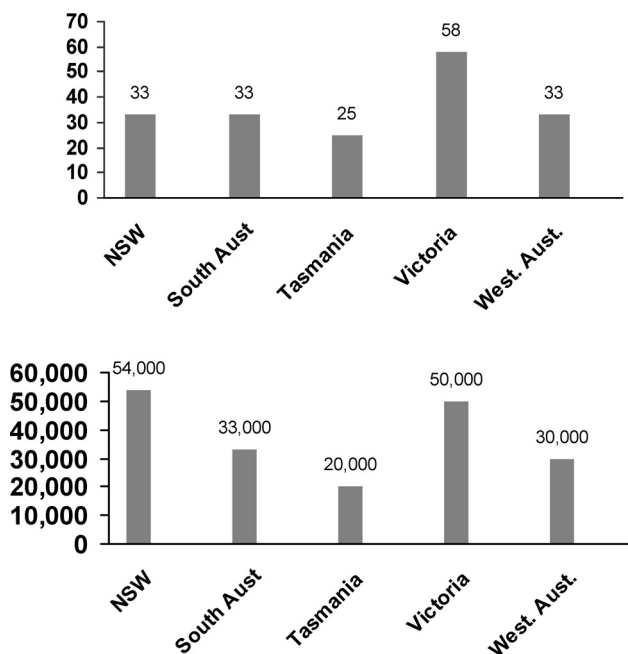 70
60
50
40
30
20
10
0
33
33
25
58
33
NSW
South Aust
Tasmania
Victoria
West. Aust.
60,000
50,000
40,000
30,000
20,000
10,000
0
54,000
33,000
20,000
50,000
30,000
NSW
South Aust
Tasmania
Victoria
West. Aust.